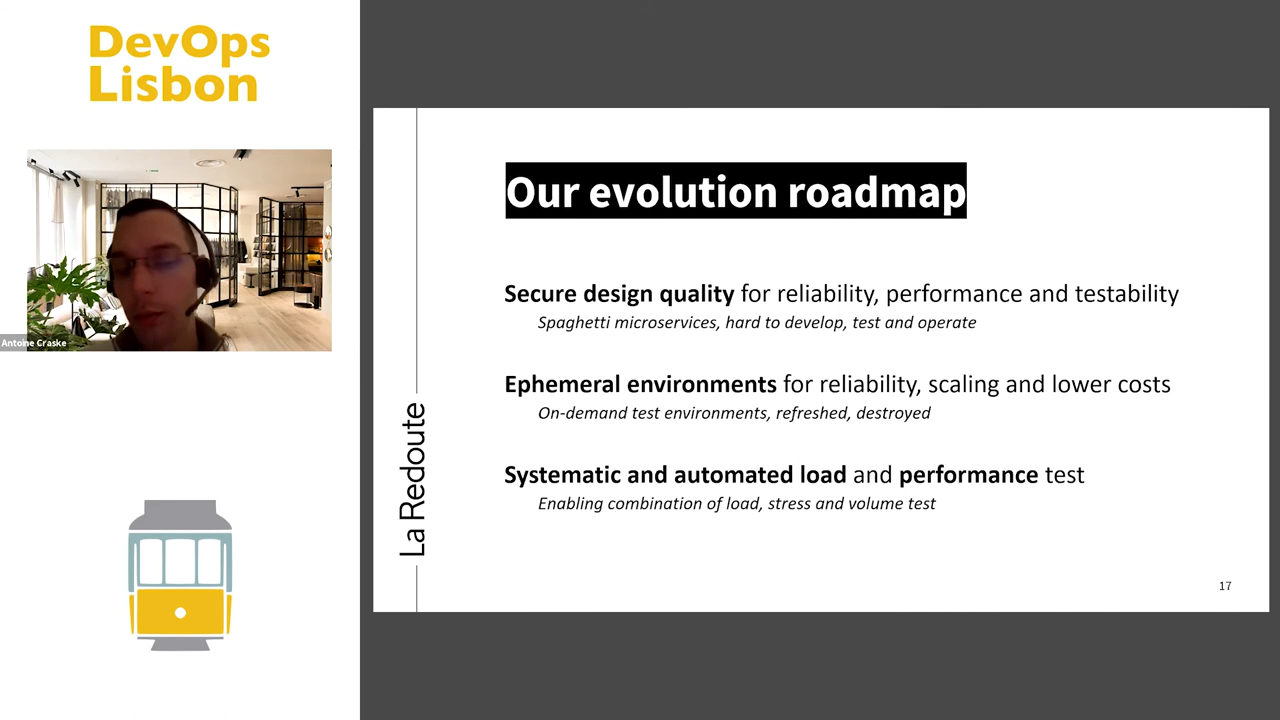 DevOps
Lisbon
Antoine Craske
La Redoute
Our evolution roadmap
Secure design quality for reliability, performance and testability
Spaghetti microservices, hard to develop, test and operate
Ephemeral environments for reliability, scaling and lower costs
On-demand test environments, refreshed, destroyed
Systematic and automated load and performance test
Enabling combination of load, stress and volume test
17